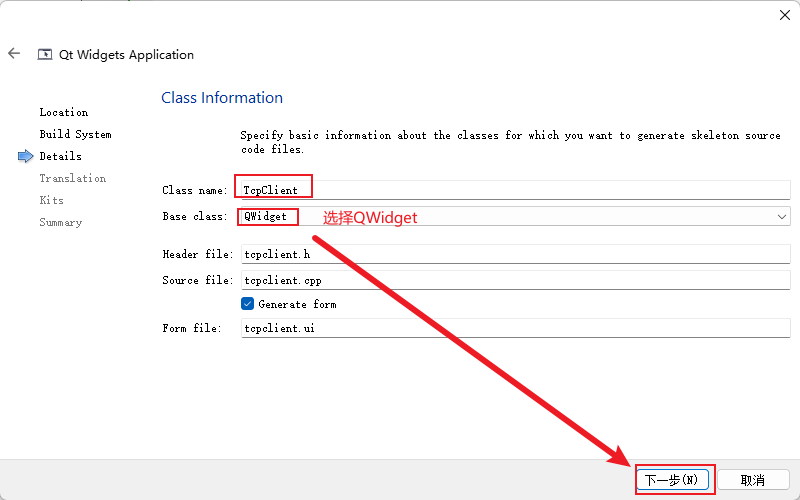 Qt Widgets Application
Location
Build System
Details
Translation
Kits
Summary
Class Information
Specify basic information about the classes for which you want to generate skeleton source
code files.
Class name: TcpClient
Base class: QWidget 选择QWidget
Header file: tcpclient.h
Source file: tcpclient.cpp
Generate form
Form file: tcpclient.ui
下一步(N) 取消